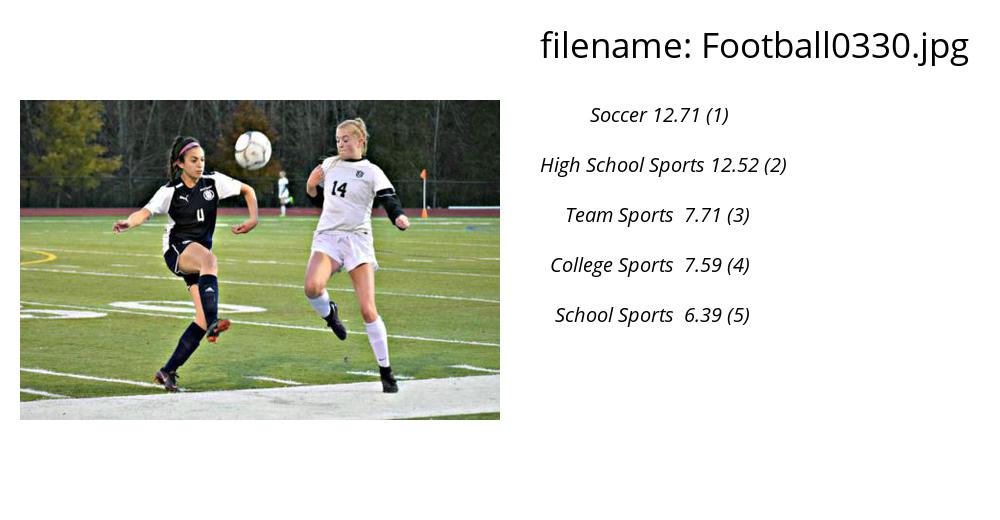 filename: Football0330.jpg
Soccer 12.71 (1)
High School Sports 12.52 (2)
Team Sports 7.71 (3)
College Sports 7.59 (4)
School Sports 6.39 (5)
14